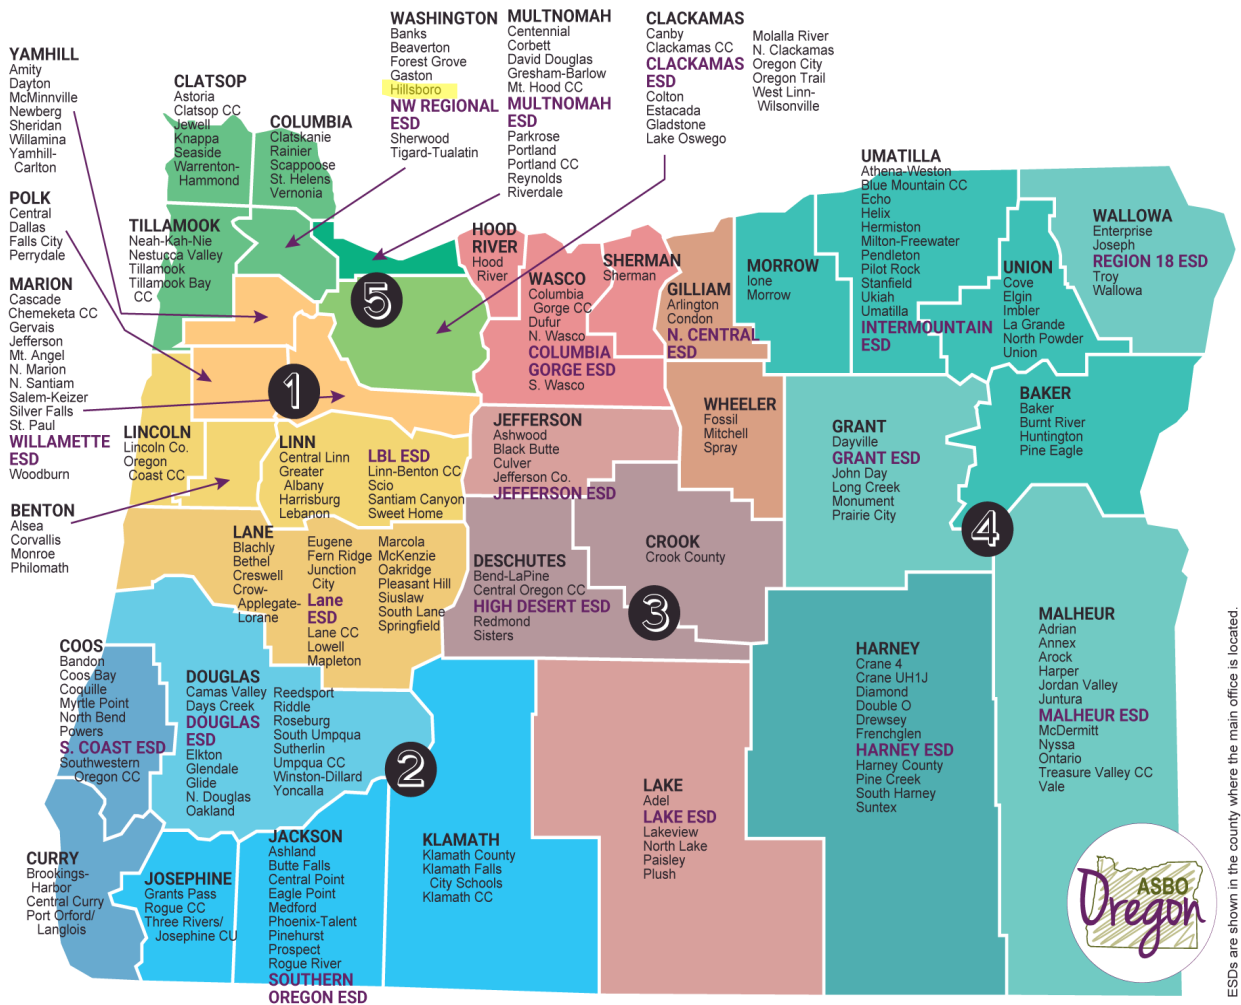 YAMHILL
Amity
Dayton
McMinnville
Newberg
Sheridan
Willamina
Yamhill-
Carlton
POLK
Central
Dallas
Falls City
Perrydale
MARION
Cascade
Chemeketa CC
Gervais
Jefferson
Mt. Angel
N. Marion
N. Santiam
Salem-Keizer
Silver Falls
St. Paul
WILLAMETTE
ESD
Woodburn
BENTON
Alsea
Corvallis
Monroe
Philomath
CLATSOP
Astoria
Clatsop CC
Jewell
Knappa
Seaside
Warrenton-
Hammond
COLUMBIA
Clatskanie
Rainier
Scappoose
St. Helens
Vernonia
TILLAMOOK
Neah-Kah-Nie
Nestucca Valley
Tillamook
Tillamook Bay
CC
WASHINGTON
Banks
Beaverton
Forest Grove
Gaston
Hillsboro
NW REGIONAL
ESD
Sherwood
Tigard-Tualatin
MULTNOMAH
Centennial
Corbett
David Douglas
Gresham-Barlow
Mt. Hood CC
MULTNOMAH
ESD
Parkrose
Portland
Portland CC
Reynolds
Riverdale
CLACKAMAS
Canby
Clackamas CC
CLACKAMAS
ESD
Colton
Estacada
Gladstone
Lake Oswego
Molalla River
N. Clackamas
Oregon City
Oregon Trail
West Linn-
Wilsonville
HOOD
RIVER
Hood
River
WASCO
Columbia
Gorge CC
Dufur
N. Wasco
COLUMBIA
GORGE ESD
S. Wasco
SHERMAN
Sherman
GILLIAM
Arlington
Condon
N. CENTRAL
ESD
MORROW
Ione
Morrow
UMATILLA
Athena-Weston
Blue Mountain CC
Echo
Helix
Hermiston
Milton-Freewater
Pendleton
Pilot Rock
Stanfield
Ukiah
Umatilla
INTERMOUNTAIN
ESD
UNION
Cove
Elgin
Imbler
La Grande
North Powder
Union
WALLOWA
Enterprise
Joseph
REGION 18 ESD
Troy
Wallowa
5
1
LINCOLN
Lincoln Co.
Oregon
Coast CC
LINN
Central Linn
Greater
Albany
Harrisburg
Lebanon
LBL ESD
Linn-Benton CC
Scio
Santiam Canyon
Sweet Home
JEFFERSON
Ashwood
Black Butte
Culver
Jefferson Co.
JEFFERSON ESD
WHEELER
Fossil
Mitchell
Spray
GRANT
Dayville
GRANT ESD
John Day
Long Creek
Monument
Prairie City
BAKER
Baker
Burnt River
Huntington
Pine Eagle
4
LANE
Blachly
Bethel
Creswell
Crow-
Applegate-
Lorane
Eugene
Fern Ridge
Junction
City
Lane
ESD
Lane CC
Lowell
Mapleton
Marcola
McKenzie
Oakridge
Pleasant Hill
Siuslaw
South Lane
Springfield
DESCHUTES
Bend-LaPine
Central Oregon CC
HIGH DESERT ESD
Redmond
Sisters
CROOK
Crook County
3
COOS
Bandon
Coos Bay
Coquille
Myrtle Point
North Bend
Powers
S. COAST ESD
Southwestern
Oregon CC
DOUGLAS
Camas Valley
Days Creek
DOUGLAS
ESD
Elkton
Glendale
Glide
N. Douglas
Oakland
Reedsport
Riddle
Roseburg
South Umpqua
Sutherlin
Umpqua CC
Winston-Dillard
Yoncalla
2
HARNEY
Crane 4
Crane UH1J
Diamond
Double O
Drewsey
Frenchglen
HARNEY ESD
Harney County
Pine Creek
South Harney
Suntex
MALHEUR
Adrian
Annex
Arock
Harper
Jordan Valley
Juntura
MALHEUR ESD
McDermitt
Nyssa
Ontario
Treasure Valley CC
Vale
CURRY
Brookings-
Harbor
Central Curry
Port Orford/
Langlois
JOSEPHINE
Grants Pass
Rogue CC
Three Rivers/
Josephine CU
JACKSON
Ashland
Butte Falls
Central Point
Eagle Point
Medford
Phoenix-Talent
Pinehurst
Prospect
Rogue River
SOUTHERN
OREGON ESD
KLAMATH
Klamath County
Klamath Falls
City Schools
Klamath CC
LAKE
Adel
LAKE ESD
Lakeview
North Lake
Paisley
Plush
ASBO
Oregon
ESDs are shown in the county where the main office is located.